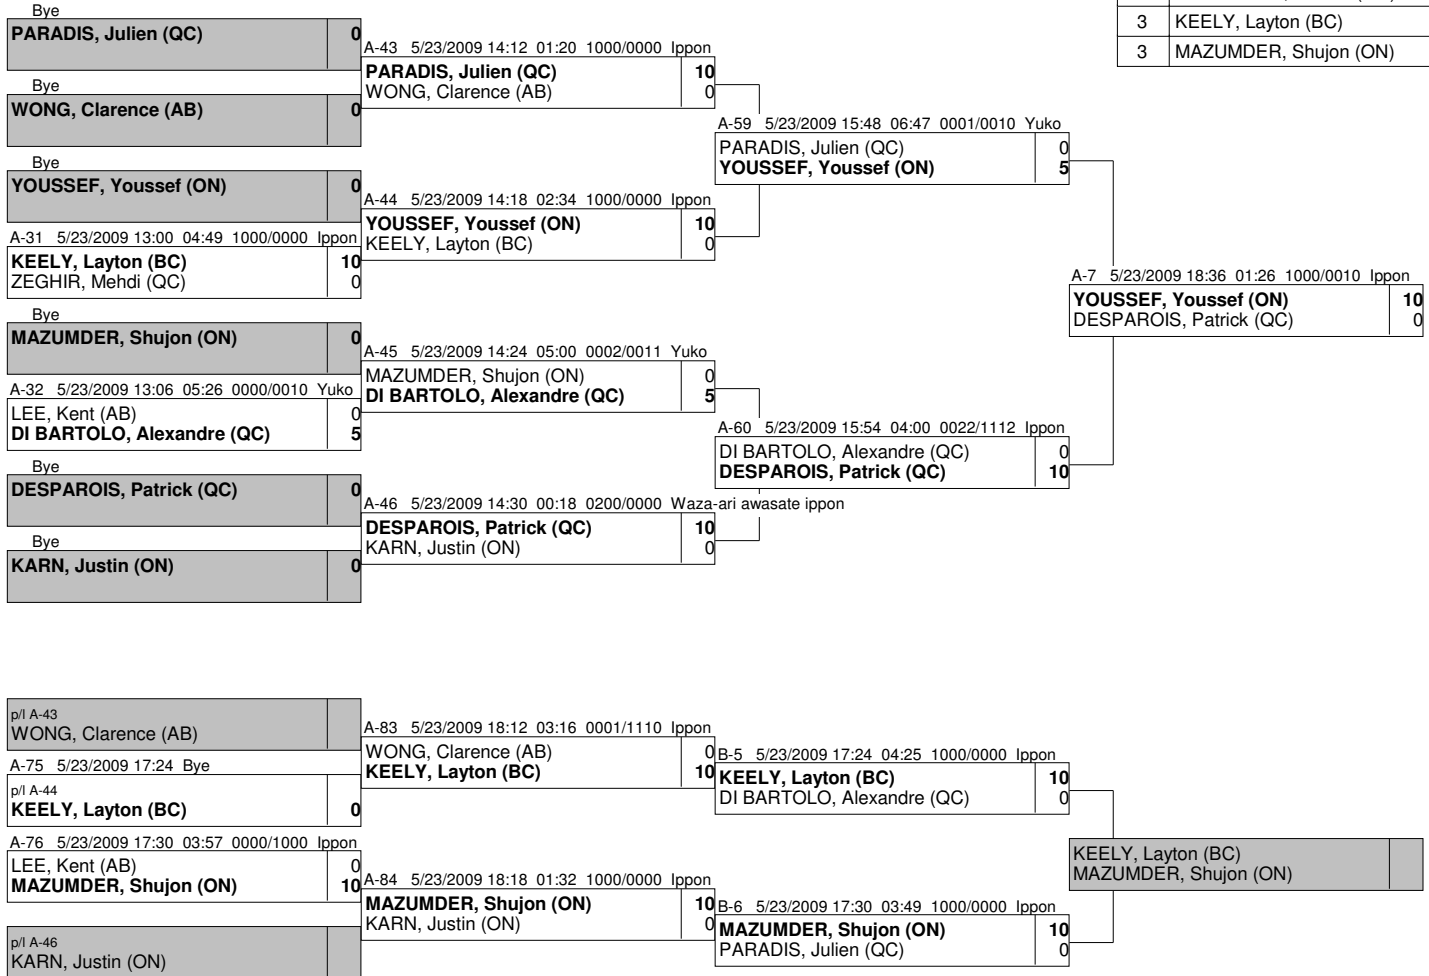 3 KEELY, Layton (BC)
3 MAZUMDER, Shujon (ON)
Bye
PARADIS, Julien (QC) 0
Bye
WONG, Clarence (AB) 0
Bye
YOUSSEF, Youssef (ON) 0
A-31 5/23/2009 13:00 04:49 1000/0000 Ippon
KEELY, Layton (BC) 10
ZEGHIR, Mehdi (QC) 0
Bye
MAZUMDER, Shujon (ON) 0
A-32 5/23/2009 13:06 05:26 0000/0010 Yuko
LEE, Kent (AB) 0
DI BARTOLO, Alexandre (QC) 5
Bye
DESPAROIS, Patrick (QC) 0
Bye
KARN, Justin (ON) 0
A-43 5/23/2009 14:12 01:20 1000/0000 Ippon
PARADIS, Julien (QC) 10
WONG, Clarence (AB) 0
A-44 5/23/2009 14:18 02:34 1000/0000 Ippon
YOUSSEF, Youssef (ON) 10
KEELY, Layton (BC) 0
A-45 5/23/2009 14:24 05:00 0002/0011 Yuko
MAZUMDER, Shujon (ON) 0
DI BARTOLO, Alexandre (QC) 5
A-46 5/23/2009 14:30 00:18 0200/0000 Waza-ari awasate ippon
DESPAROIS, Patrick (QC) 10
KARN, Justin (ON) 0
A-59 5/23/2009 15:48 06:47 0001/0010 Yuko
PARADIS, Julien (QC) 0
YOUSSEF, Youssef (ON) 5
A-60 5/23/2009 15:54 04:00 0022/1112 Ippon
DI BARTOLO, Alexandre (QC) 0
DESPAROIS, Patrick (QC) 10
A-7 5/23/2009 18:36 01:26 1000/0010 Ippon
YOUSSEF, Youssef (ON) 10
DESPAROIS, Patrick (QC) 0
p/l A-43
WONG, Clarence (AB)
A-75 5/23/2009 17:24 Bye
p/l A-44
KEELY, Layton (BC) 0
A-76 5/23/2009 17:30 03:57 0000/1000 Ippon
LEE, Kent (AB) 0
MAZUMDER, Shujon (ON) 10
p/l A-46
KARN, Justin (ON)
A-83 5/23/2009 18:12 03:16 0001/1110 Ippon
WONG, Clarence (AB) 0
KEELY, Layton (BC) 10
A-84 5/23/2009 18:18 01:32 1000/0000 Ippon
MAZUMDER, Shujon (ON) 10
KARN, Justin (ON) 0
B-5 5/23/2009 17:24 04:25 1000/0000 Ippon
KEELY, Layton (BC) 10
DI BARTOLO, Alexandre (QC) 0
B-6 5/23/2009 17:30 03:49 1000/0000 Ippon
MAZUMDER, Shujon (ON) 10
PARADIS, Julien (QC) 0
KEELY, Layton (BC)
MAZUMDER, Shujon (ON)